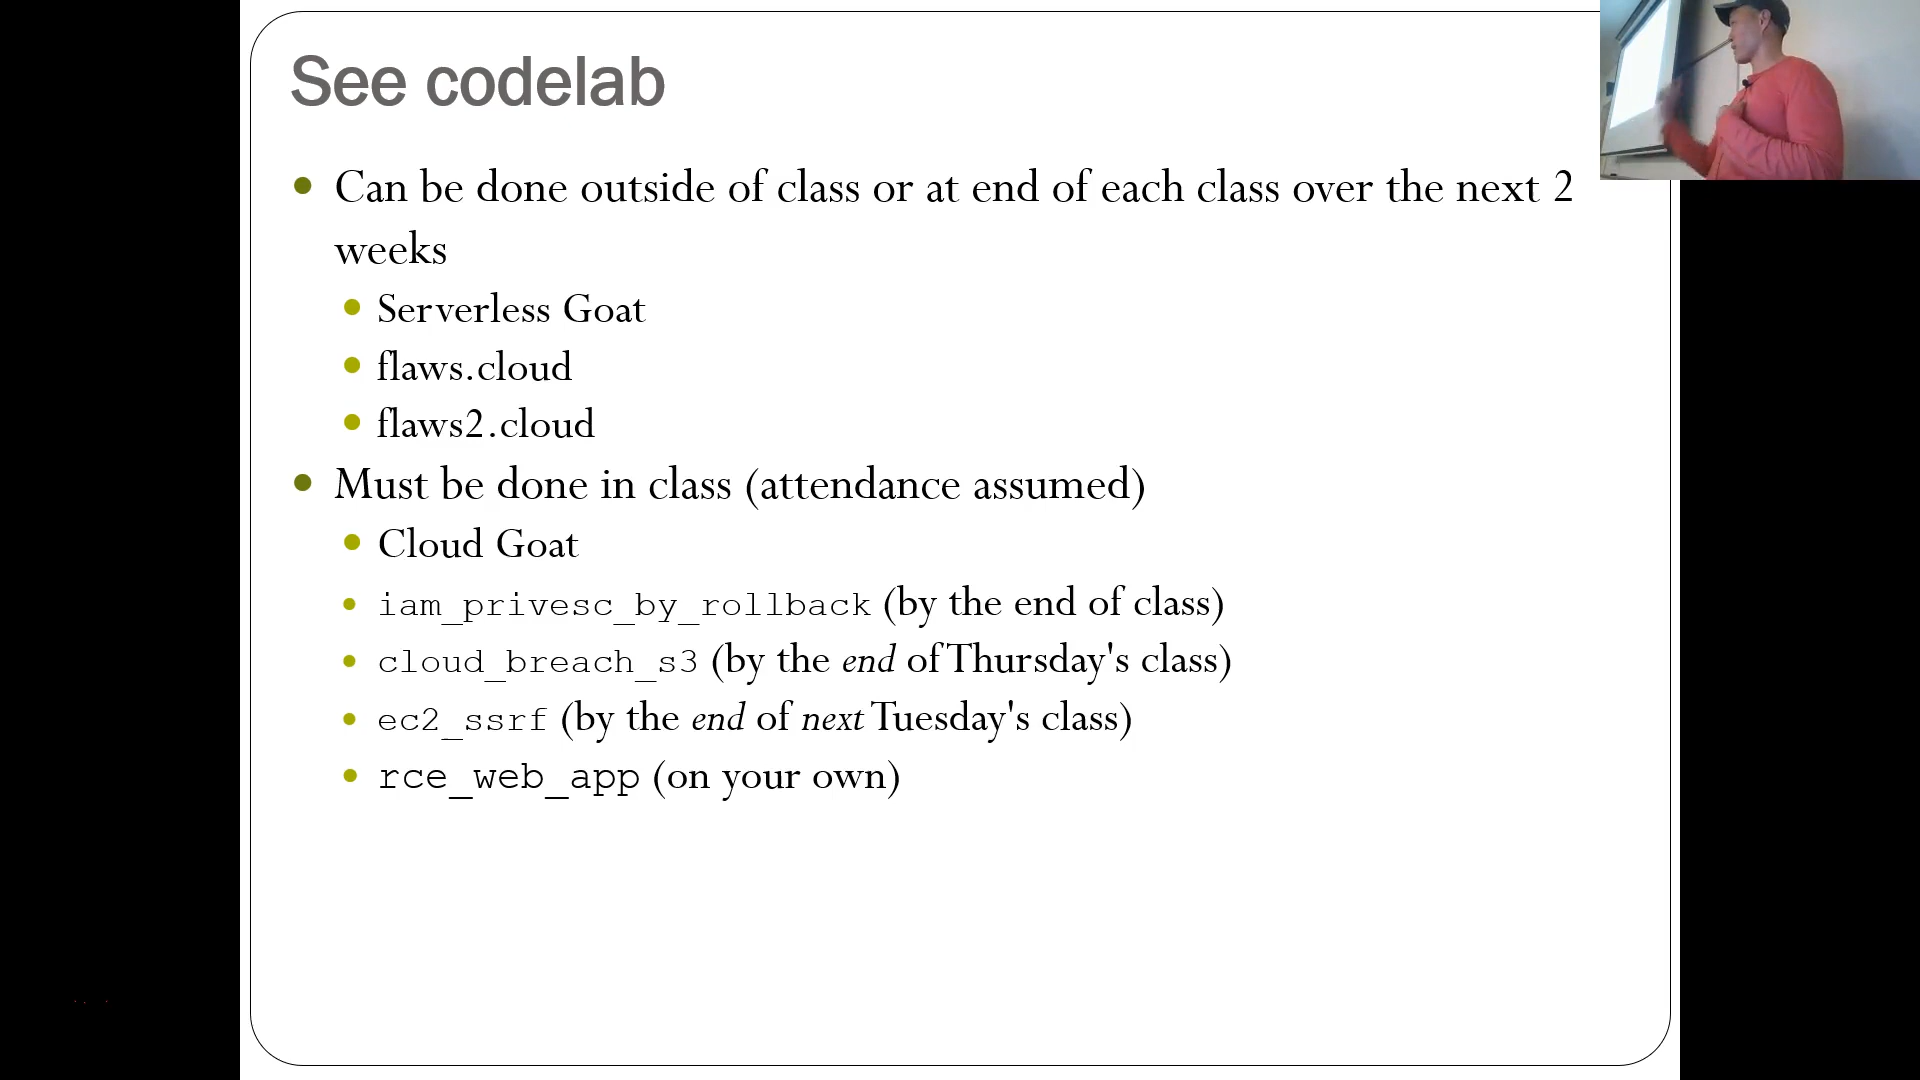 See codelab
Can be done outside of class or at end of each class over the next 2
weeks
Serverless Goat
flaws.cloud
flaws2.cloud
Must be done in class (attendance assumed)
Cloud Goat
iam_privesc_by_rollback (by the end of class)
cloud_breach_s3 (by the end of Thursday's class)
ec2_ssrf (by the end of next Tuesday's class)
rce_web_app (on your own)